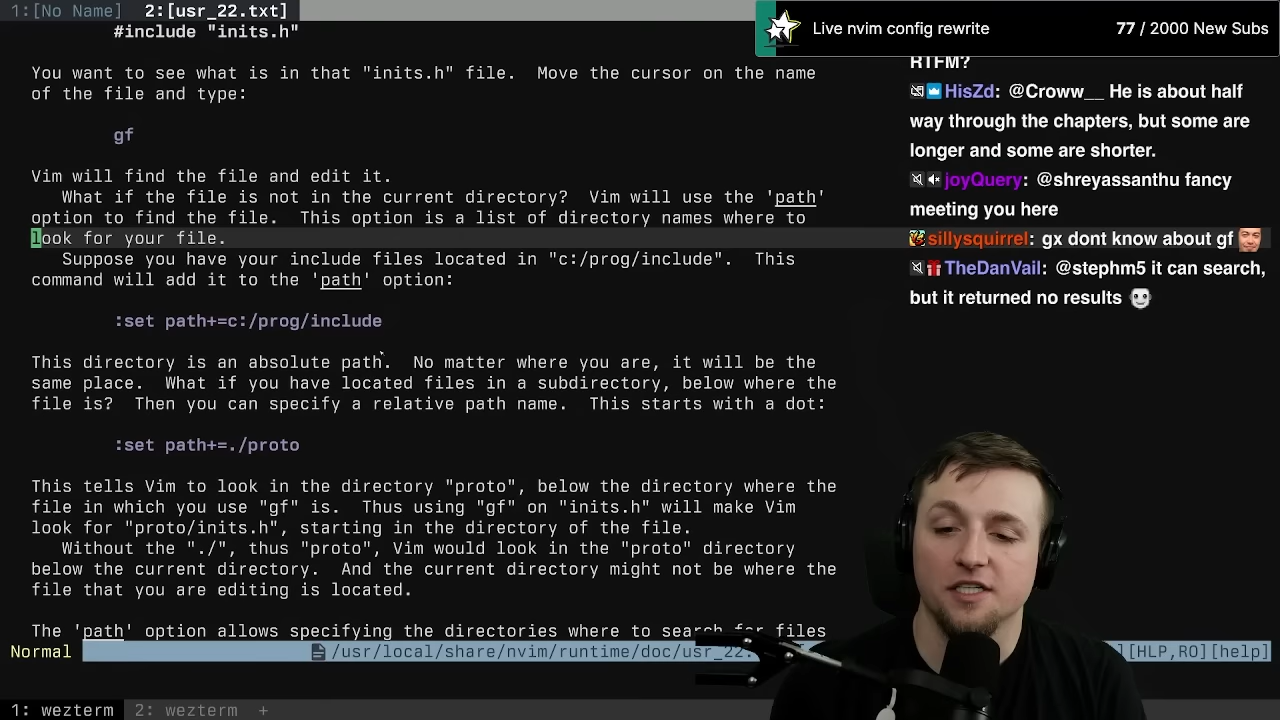 1:[No Name]  2:[usr_22.txt]
#include "inits.h"
You want to see what is in that "inits.h" file.  Move the cursor on the name
of the file and type:
gf
Vim will find the file and edit it.
What if the file is not in the current directory?  Vim will use the 'path'
option to find the file.  This option is a list of directory names where to
look for your file.
Suppose you have your include files located in "c:/prog/include".  This
command will add it to the 'path' option:
:set path+=c:/prog/include
This directory is an absolute path.  No matter where you are, it will be the
same place.  What if you have located files in a subdirectory, below where the
file is?  Then you can specify a relative path name.  This starts with a dot:
:set path+=./proto
This tells Vim to look in the directory "proto", below the directory where the
file in which you use "gf" is.  Thus using "gf" on "inits.h" will make Vim
look for "proto/inits.h", starting in the directory of the file.
Without the "./", thus "proto", Vim would look in the "proto" directory
below the current directory.  And the current directory might not be where the
file that you are editing is located.
The 'path' option allows specifying the directories where to search for files
Normal /usr/local/share/nvim/runtime/doc/usr_22. [HLP,RO][help]
1: wezterm  2: wezterm  +
Live nvim config rewrite 77 / 2000 New Subs
RTFM?
HisZd: @Croww__ He is about half
way through the chapters, but some are
longer and some are shorter.
joyQuery: @shreyassanthu fancy
meeting you here
sillysquirrel: gx dont know about gf
TheDanVail: @stephm5 it can search,
but it returned no results